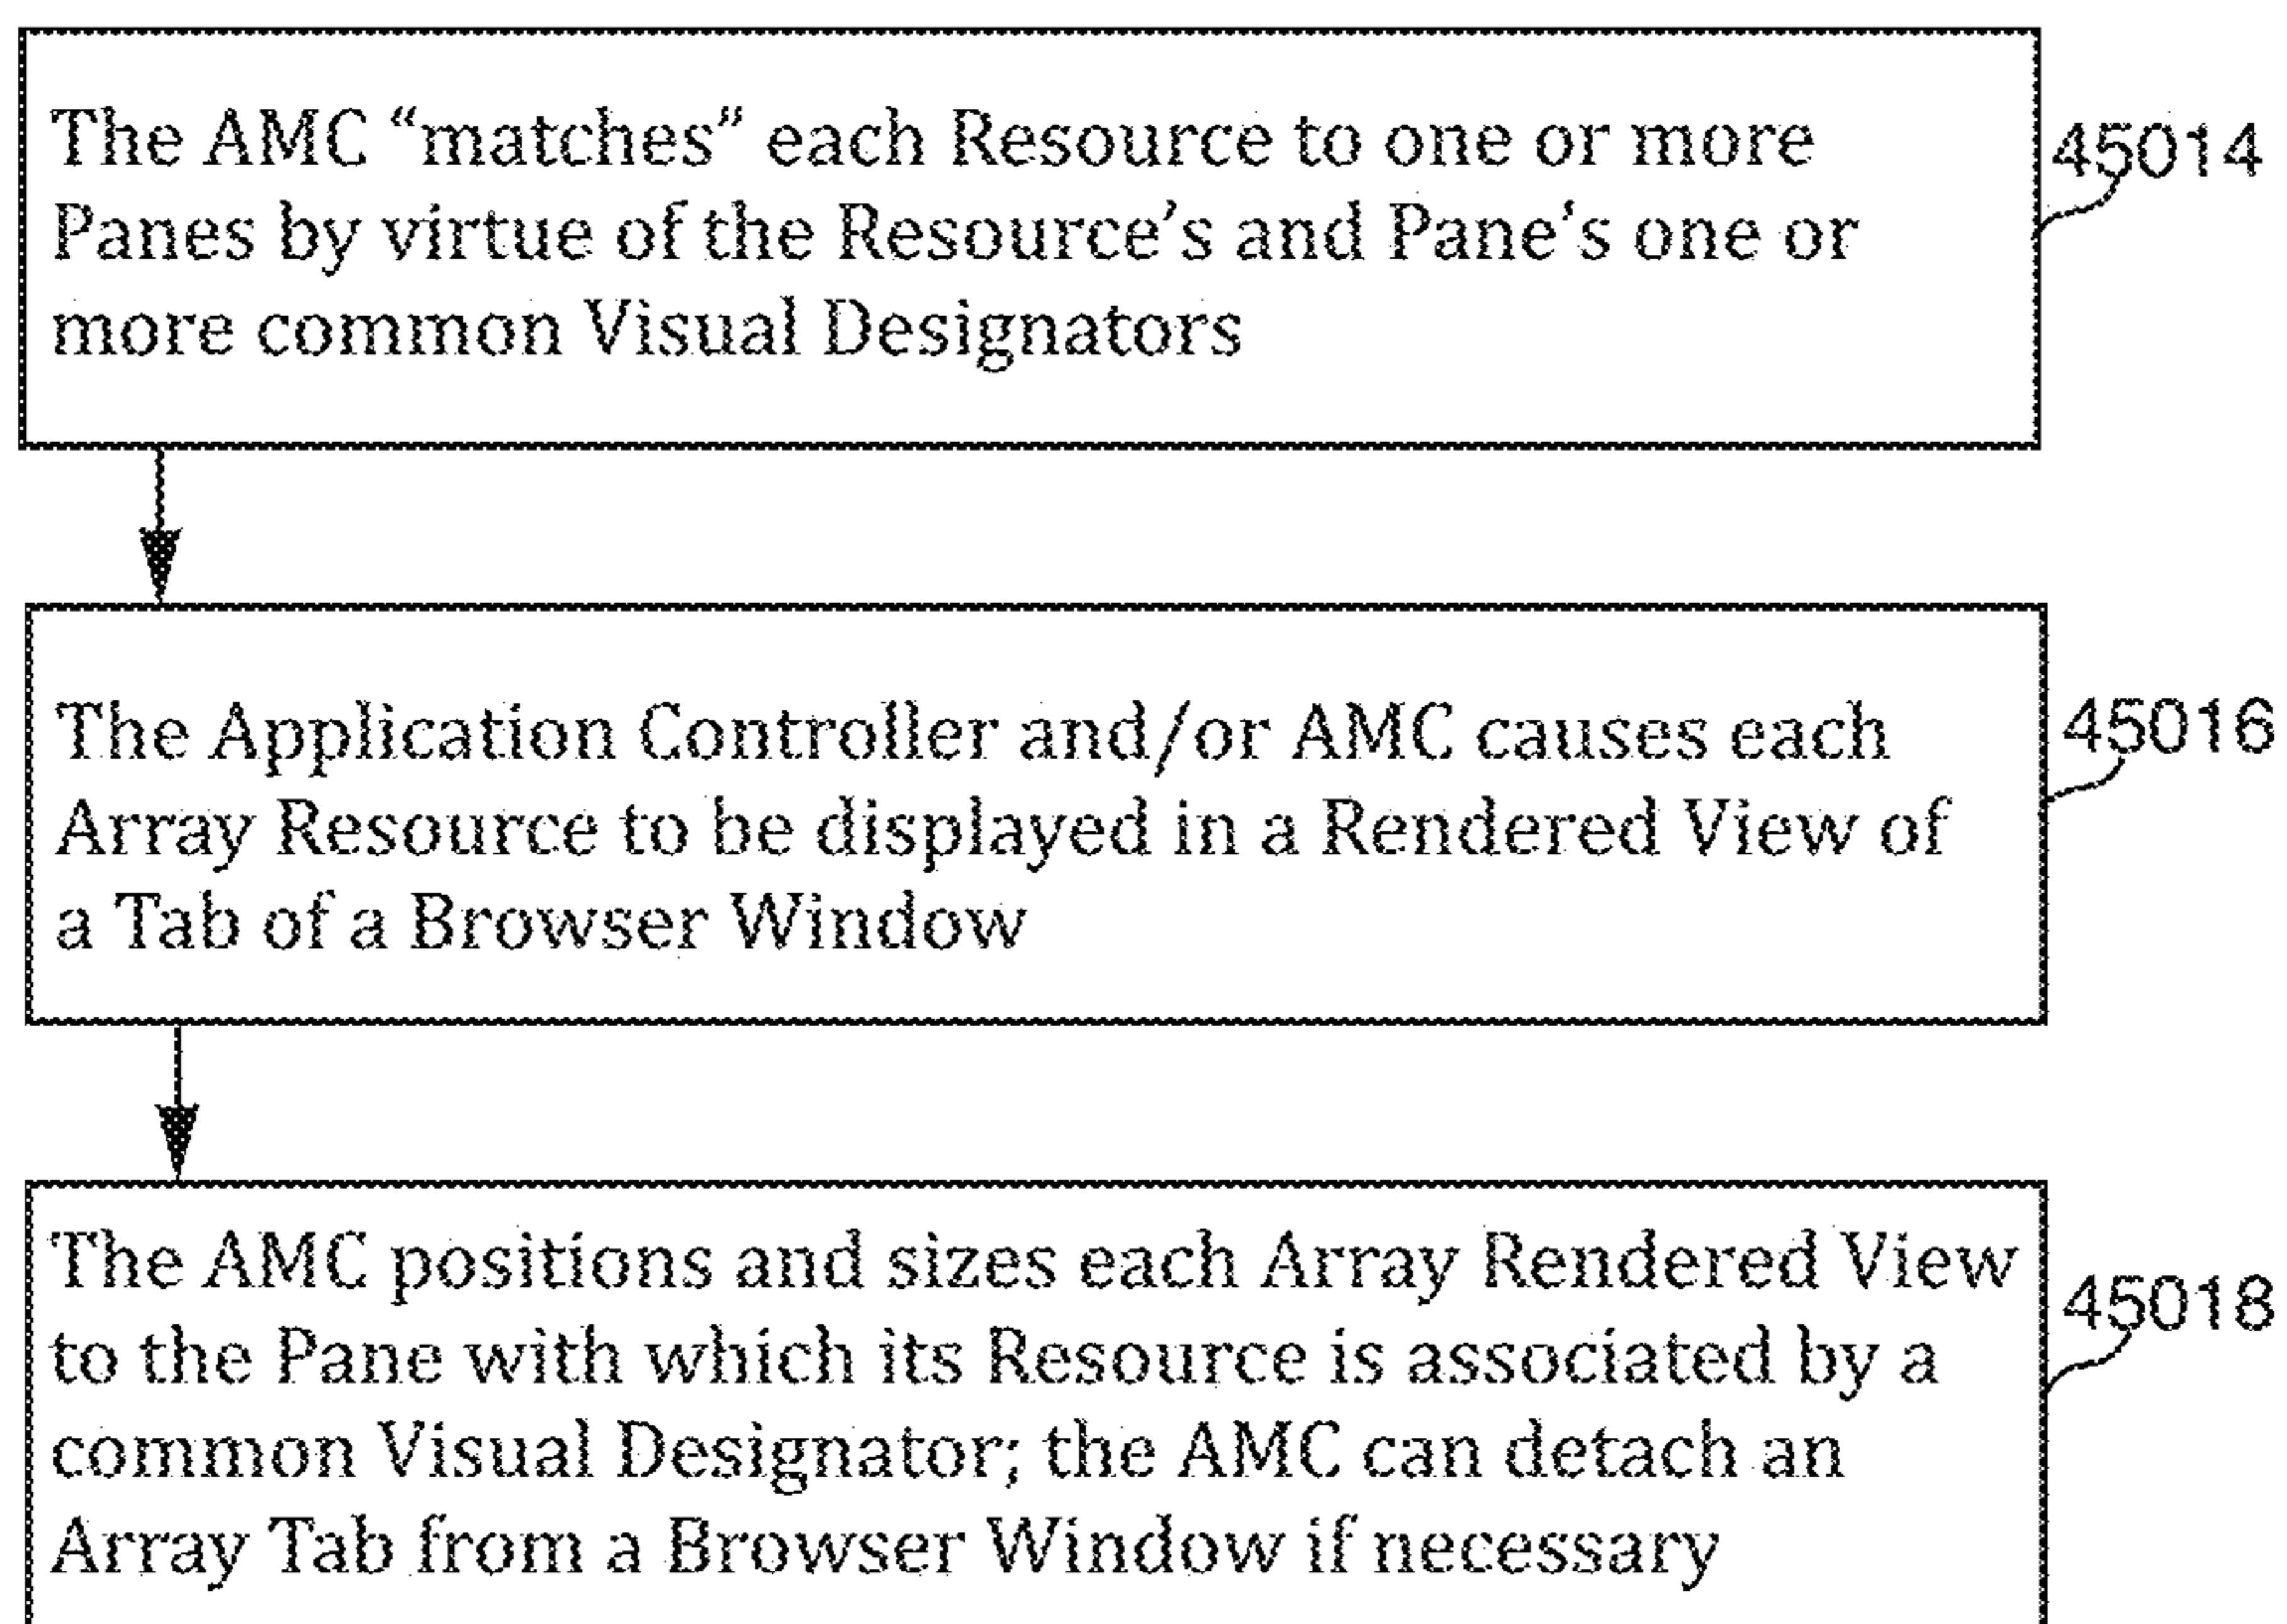 The AMC “matches” each Resource to one or more
Panes by virtue of the Resource’s and Pane’s one or
more common Visual Designators
45014
The Application Controller and/or AMC causes each
Array Resource to be displayed in a Rendered View of
a Tab of a Browser Window
45016
The AMC positions and sizes each Array Rendered View
to the Pane with which its Resource is associated by a
common Visual Designator; the AMC can detach an
Array Tab from a Browser Window if necessary
45018